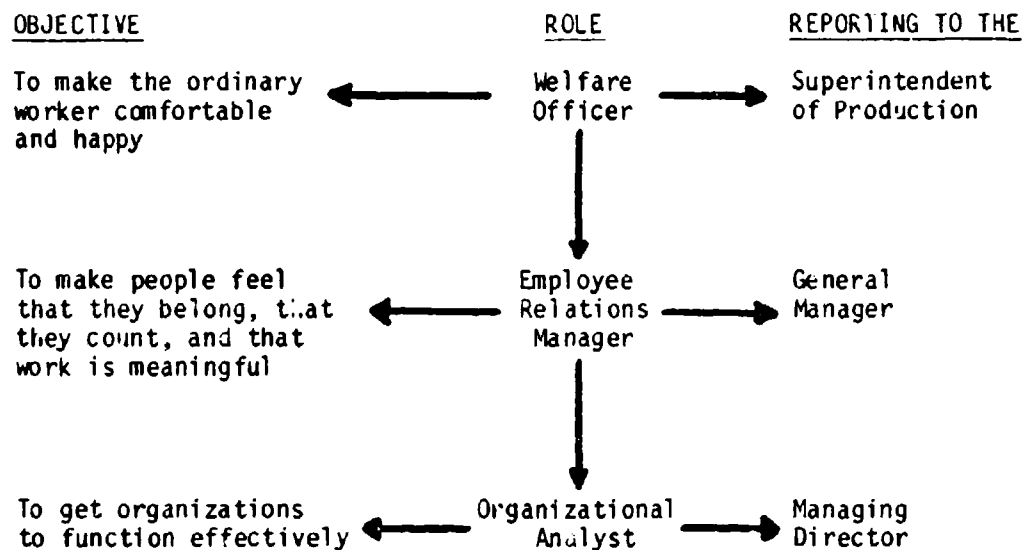 OBJECTIVE ROLE REPORTING TO THE
To make the ordinary
worker comfortable
and happy
Welfare
Officer
Superintendent
of Production
To make people feel
that they belong, that
they count, and that
work is meaningful
Employee
Relations
Manager
General
Manager
To get organizations
to function effectively
Organizational
Analyst
Managing
Director